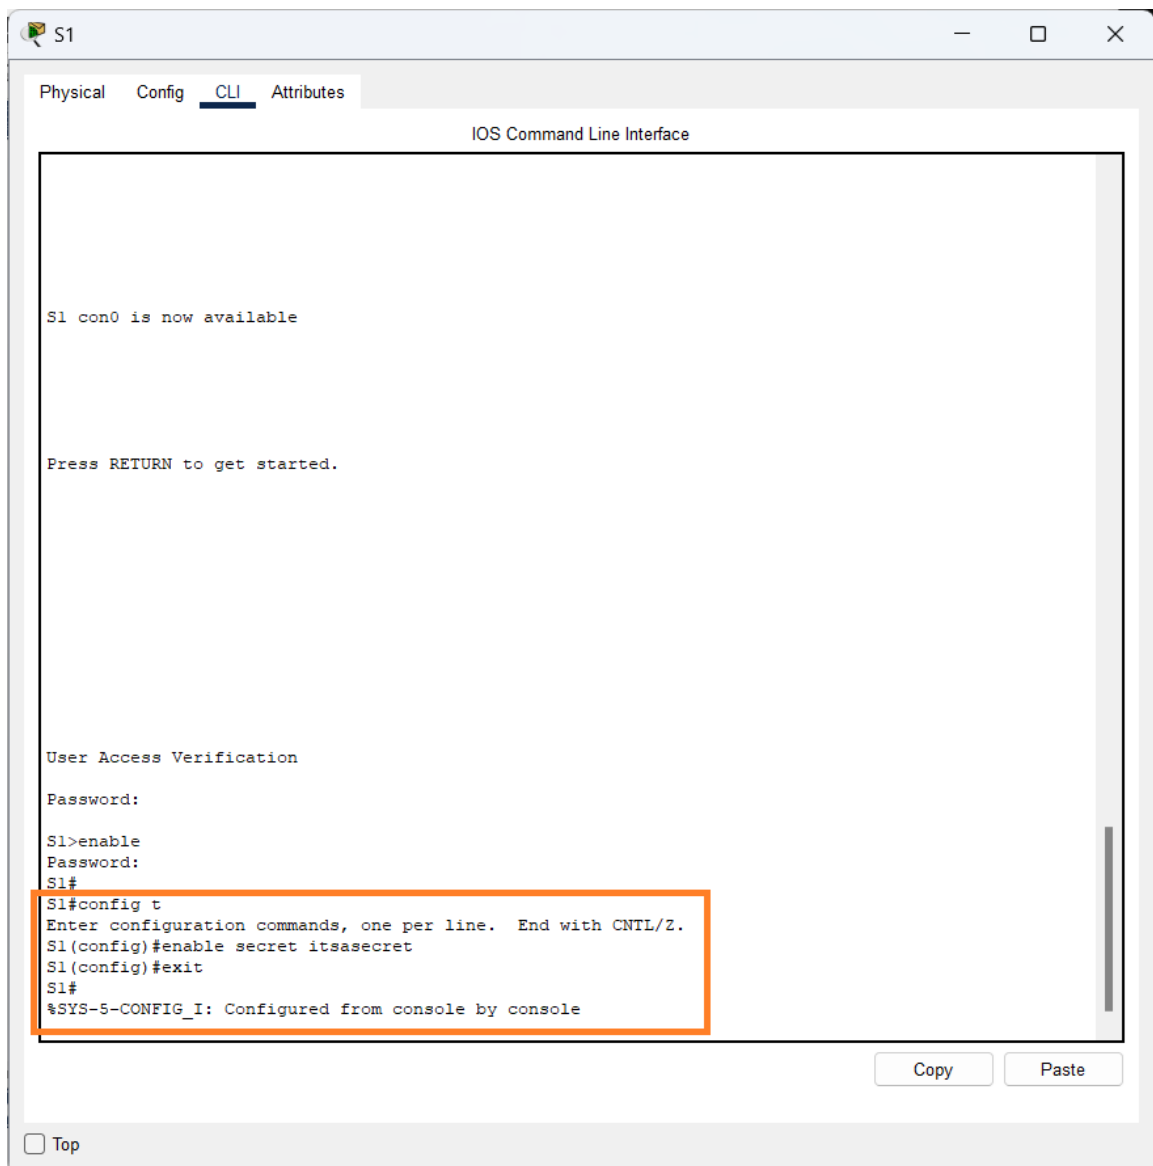 S1
Physical Config CLI Attributes
IOS Command Line Interface
S1 con0 is now available
Press RETURN to get started.
User Access Verification
Password:
S1>enable
Password:
S1#
S1#config t
Enter configuration commands, one per line.  End with CNTL/Z.
S1(config)#enable secret itsasecret
S1(config)#exit
S1#
%SYS-5-CONFIG_I: Configured from console by console
Copy Paste
Top